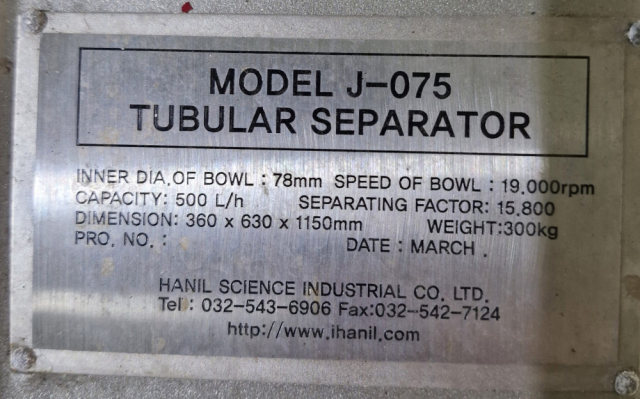 MODEL J-075
TUBULAR SEPARATOR
INNER DIA.OF BOWL : 78mm SPEED OF BOWL : 19.000rpm
CAPACITY: 500 L/h SEPARATING FACTOR: 15.800
DIMENSION: 360 x 630 x 1150mm WEIGHT:300kg
PRO. NO. : DATE : MARCH .
HANIL SCIENCE INDUSTRIAL CO. LTD.
Tel : 032-543-6906 Fax:032-542-7124
http://www.ihanil.com